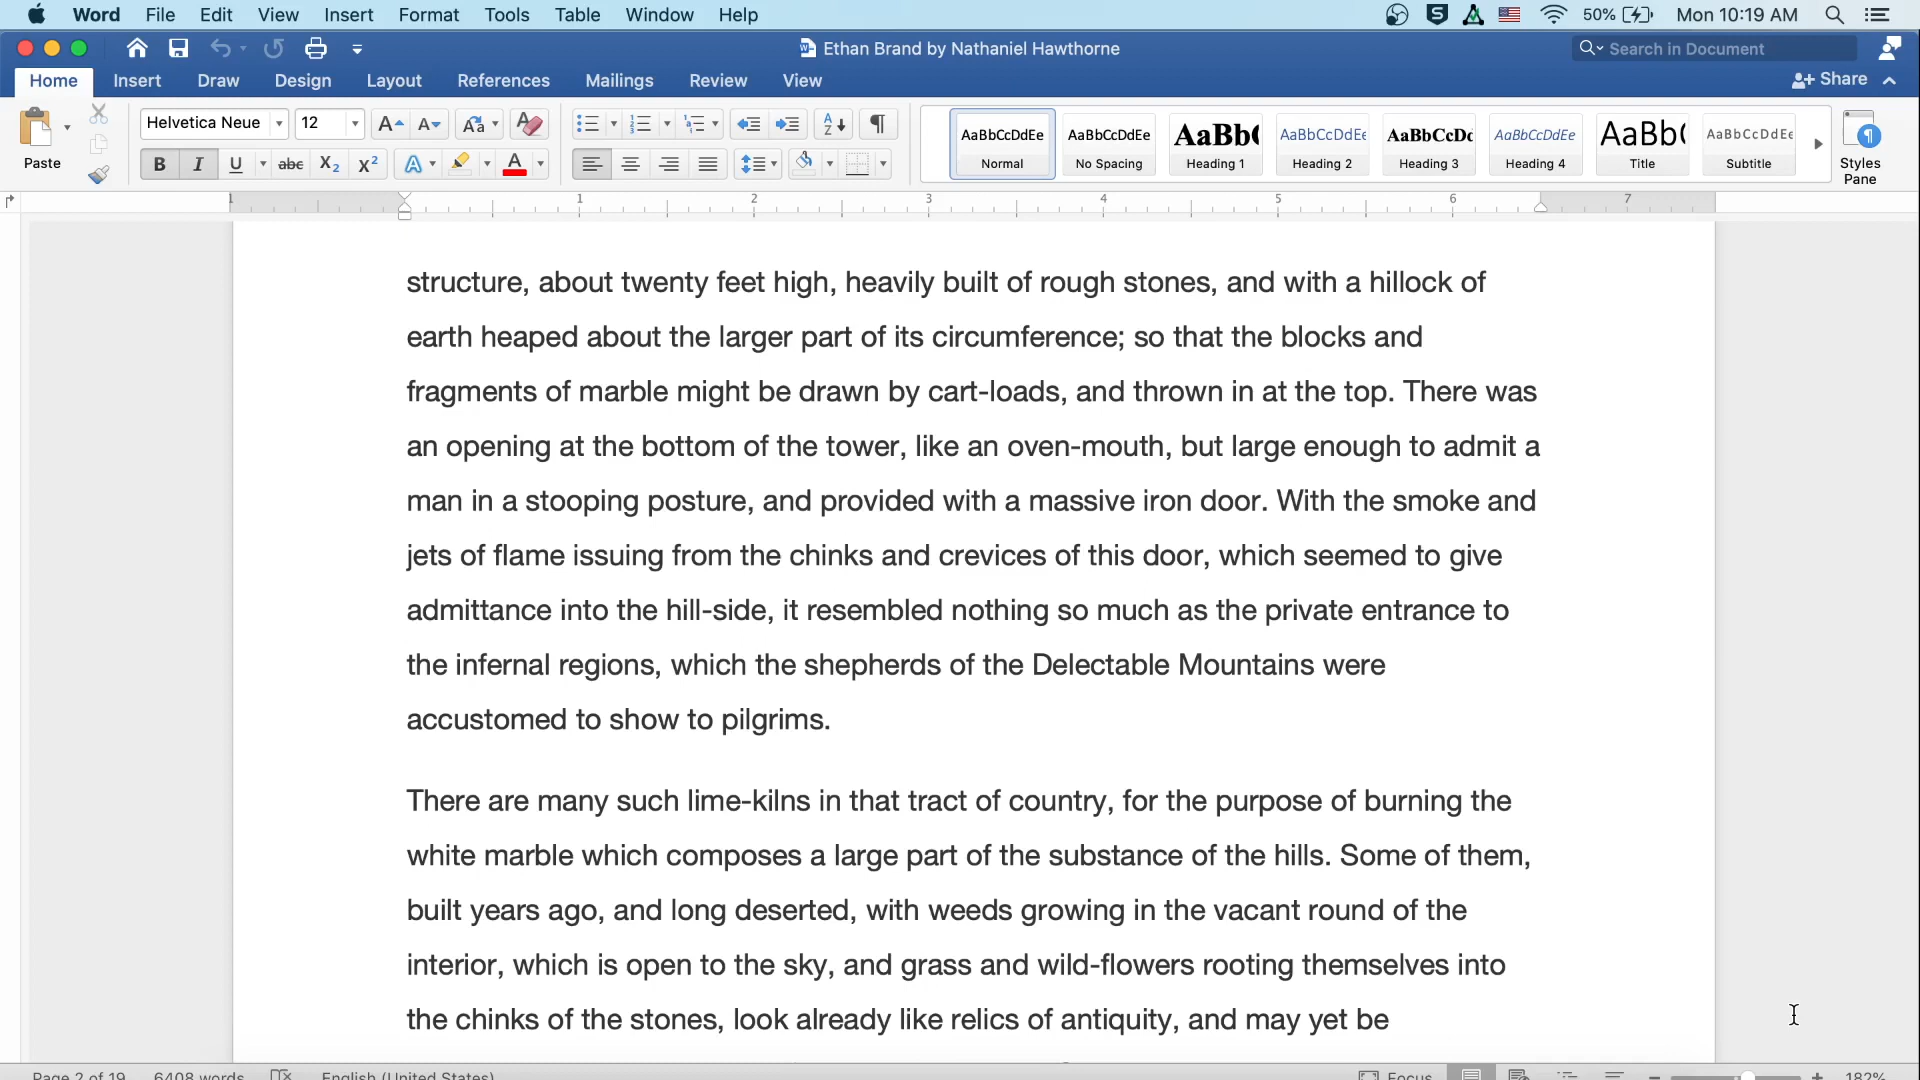 Word File Edit View Insert Format Tools Table Window Help 50% Mon 10:19 AM
Ethan Brand by Nathaniel Hawthorne Search in Document
Home Insert Draw Design Layout References Mailings Review View Share
Helvetica Neue 12
AaBbCcDdEe AaBbCcDdEe AaBb( AaBbCcDdEe AaBbCcDc AaBbCcDdEe AaBb( AaBbCcDdEe
Paste Normal No Spacing Heading 1 Heading 2 Heading 3 Heading 4 Title Subtitle Styles Pane
B I U abc X2 X2 A A
1 1 2 3 4 5 6 7
structure, about twenty feet high, heavily built of rough stones, and with a hillock of
earth heaped about the larger part of its circumference; so that the blocks and
fragments of marble might be drawn by cart-loads, and thrown in at the top. There was
an opening at the bottom of the tower, like an oven-mouth, but large enough to admit a
man in a stooping posture, and provided with a massive iron door. With the smoke and
jets of flame issuing from the chinks and crevices of this door, which seemed to give
admittance into the hill-side, it resembled nothing so much as the private entrance to
the infernal regions, which the shepherds of the Delectable Mountains were
accustomed to show to pilgrims.
There are many such lime-kilns in that tract of country, for the purpose of burning the
white marble which composes a large part of the substance of the hills. Some of them,
built years ago, and long deserted, with weeds growing in the vacant round of the
interior, which is open to the sky, and grass and wild-flowers rooting themselves into
the chinks of the stones, look already like relics of antiquity, and may yet be
Page 2 of 19 6408 words English (United States) Focus 182%